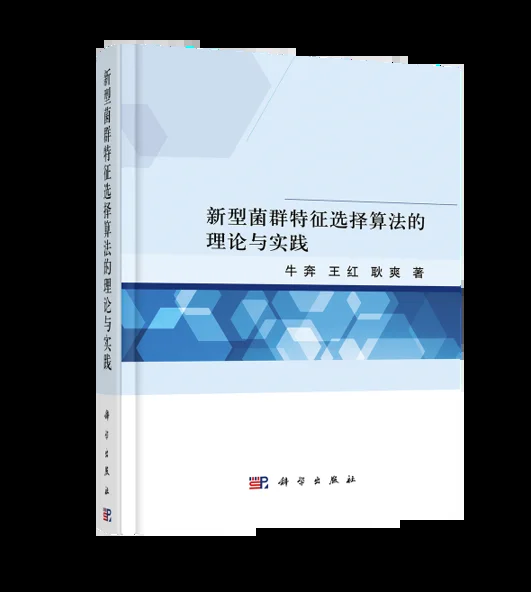 新型菌群特征选择算法的理论与实践
科学出版社
新型菌群特征选择算法的
理论与实践
牛奔 王红 耿爽 著
科学出版社